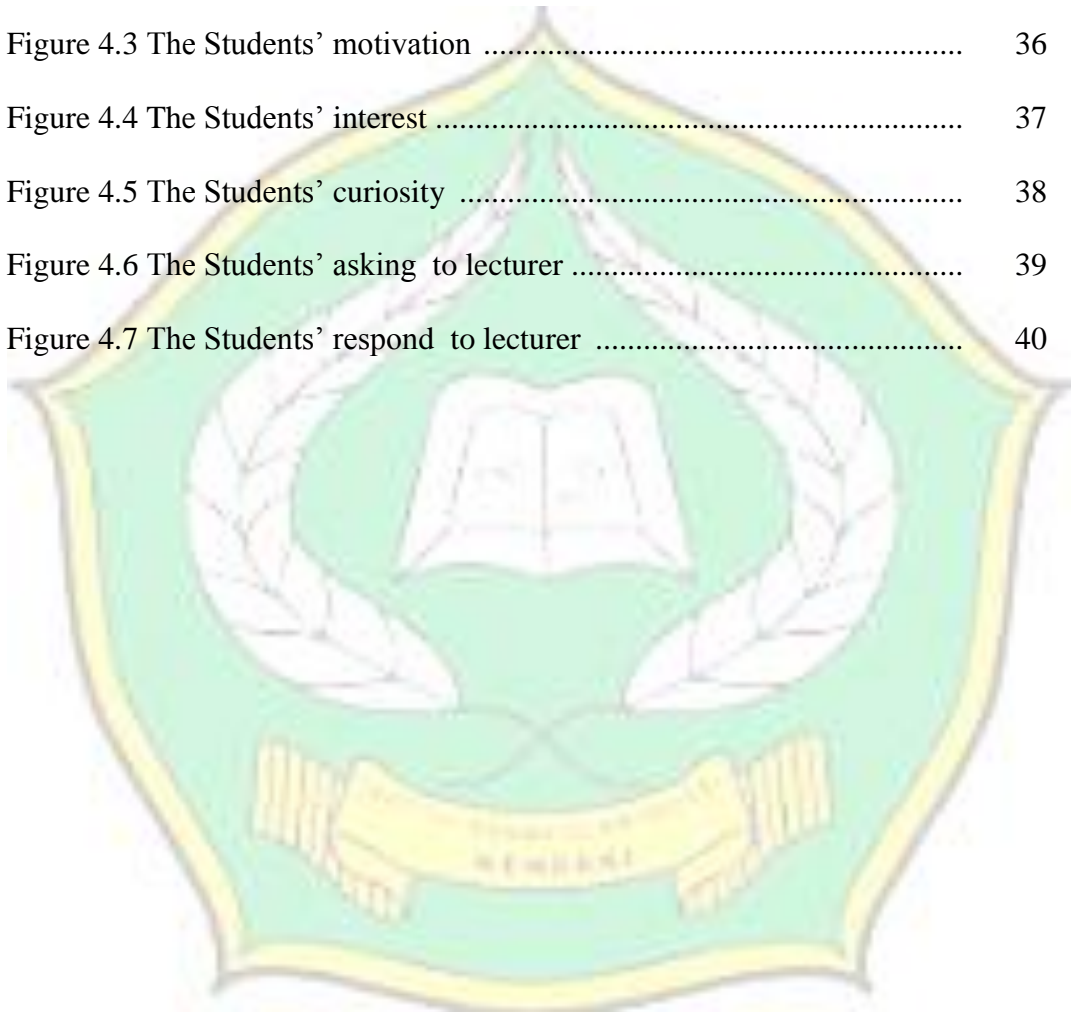 Figure 4.3 The Students’ motivation .......................................................... 36
Figure 4.4 The Students’ interest ................................................................ 37
Figure 4.5 The Students’ curiosity ............................................................. 38
Figure 4.6 The Students’ asking  to lecturer ............................................... 39
Figure 4.7 The Students’ respond  to lecturer ............................................ 40
KENDARI